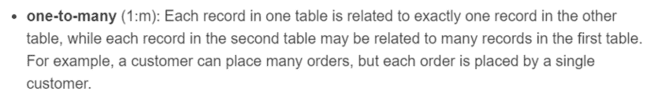 • one-to-many (1:m): Each record in one table is related to exactly one record in the other
table, while each record in the second table may be related to many records in the first table.
For example, a customer can place many orders, but each order is placed by a single
customer.